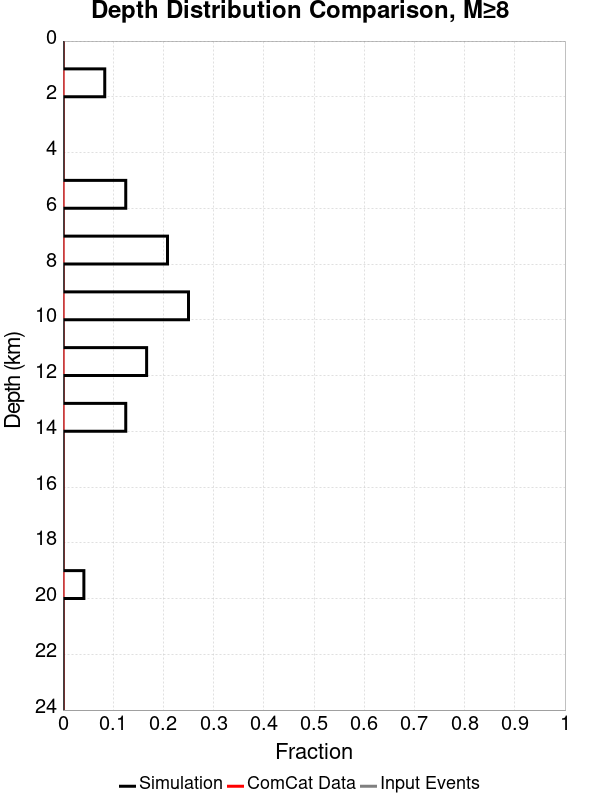 Depth Distribution Comparison, M≥8
0
2
4
6
8
10
12
14
16
18
20
22
24
Depth (km)
0 0.1 0.2 0.3 0.4 0.5 0.6 0.7 0.8 0.9 1
Fraction
Simulation ComCat Data Input Events